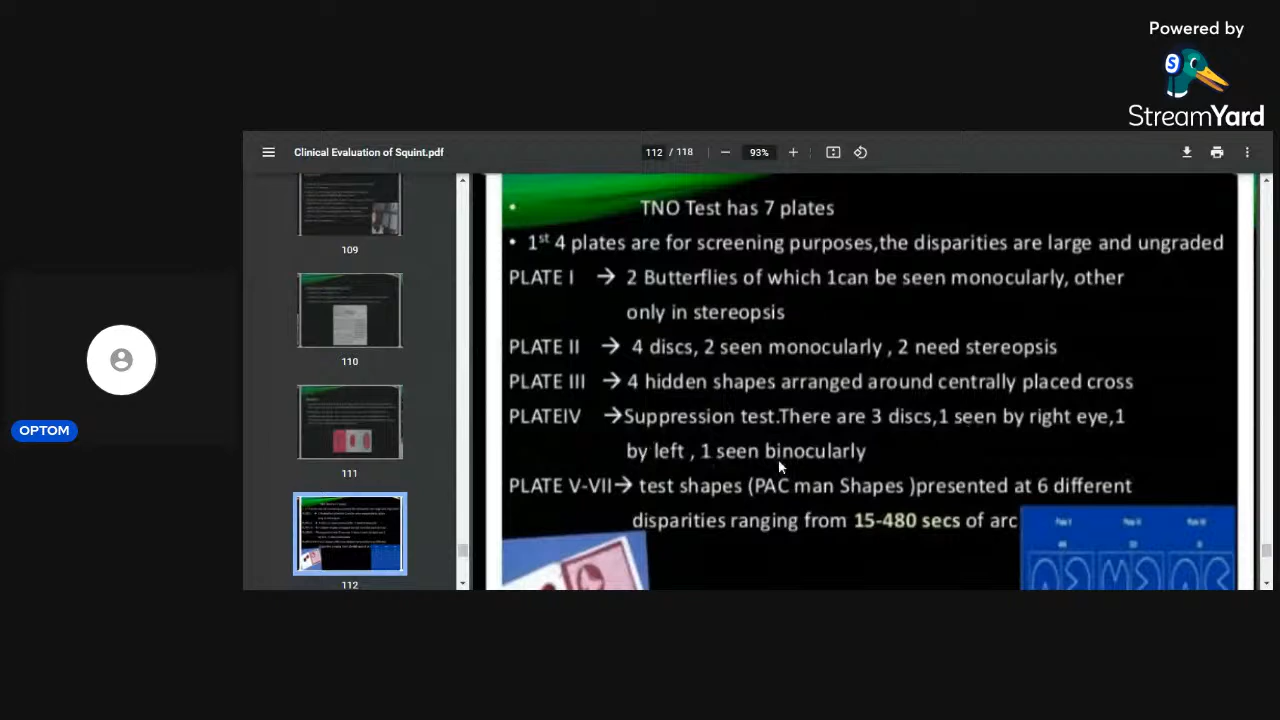 Powered by
S
StreamYard
Clinical Evaluation of Squint.pdf
112 / 118
93%
109
110
111
112
OPTOM
• TNO Test has 7 plates
• 1st 4 plates are for screening purposes,the disparities are large and ungraded
PLATE I → 2 Butterflies of which 1can be seen monocularly, other
only in stereopsis
PLATE II → 4 discs, 2 seen monocularly , 2 need stereopsis
PLATE III → 4 hidden shapes arranged around centrally placed cross
PLATEIV →Suppression test.There are 3 discs,1 seen by right eye,1
by left , 1 seen binocularly
PLATE V-VII→ test shapes (PAC man Shapes )presented at 6 different
disparities ranging from 15-480 secs of arc